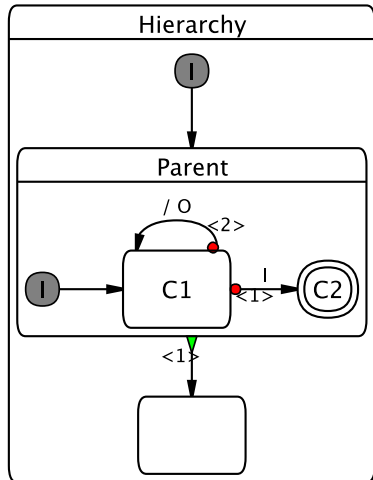 Hierarchy
I
Parent
/ O
<2>
I
C1
I
<1>
C2
<1>